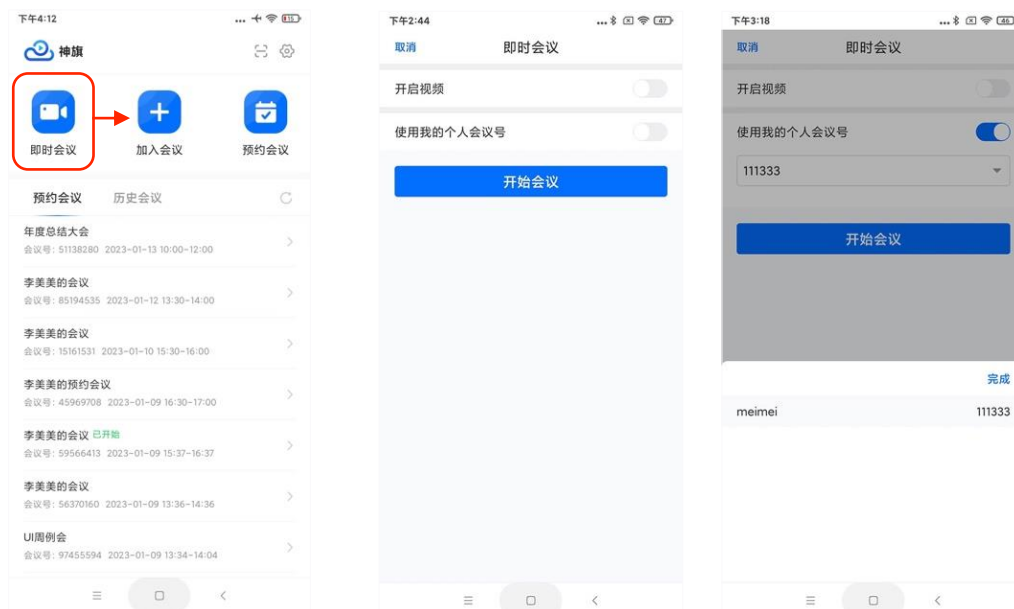 下午4:12
115
神旗
即时会议
加入会议
预约会议
预约会议
历史会议
年度总结大会
会议号: 51138280 2023-01-13 10:00-12:00
李美美的会议
会议号: 85194535 2023-01-12 13:30-14:00
李美美的会议
会议号: 15161531 2023-01-10 15:30-16:00
李美美的预约会议
会议号: 45969708 2023-01-09 16:30-17:00
李美美的会议 已开始
会议号: 59566413 2023-01-09 15:37-16:37
李美美的会议
会议号: 56370160 2023-01-09 13:36-14:36
UI周例会
会议号: 97455594 2023-01-09 13:34-14:04
下午2:44
47
取消
即时会议
开启视频
使用我的个人会议号
开始会议
下午3:18
46
取消
即时会议
开启视频
使用我的个人会议号
111333
开始会议
完成
meimei 111333